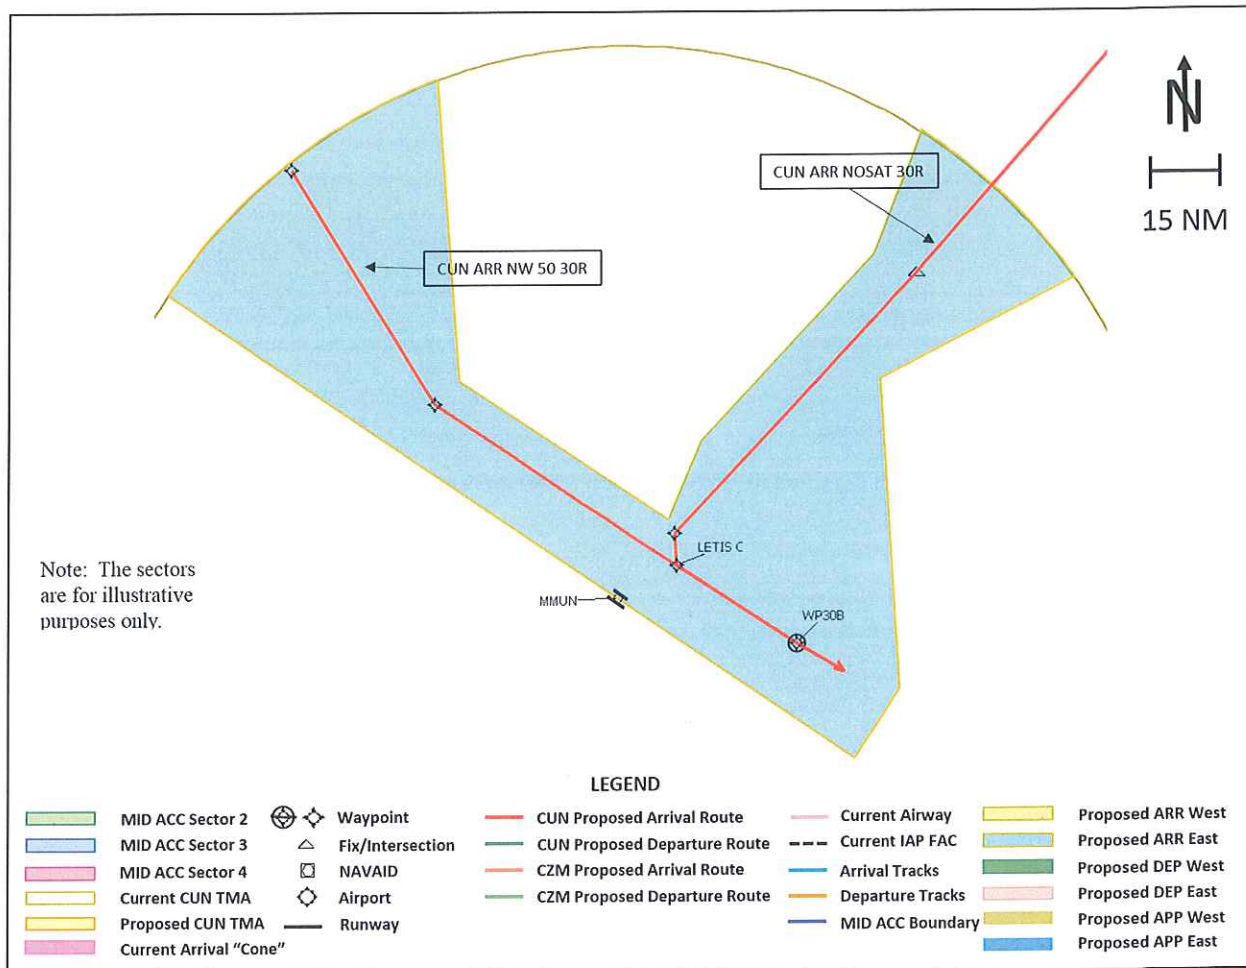 N
15 NM
CUN ARR NOSAT 30R
CUN ARR NW 50 30R
LETIS C
MMUN
WP30B
Note: The sectors
are for illustrative
purposes only.
LEGEND
MID ACC Sector 2
MID ACC Sector 3
MID ACC Sector 4
Current CUN TMA
Proposed CUN TMA
Current Arrival "Cone"
Waypoint
Fix/Intersection
NAVAID
Airport
Runway
CUN Proposed Arrival Route
CUN Proposed Departure Route
CZM Proposed Arrival Route
CZM Proposed Departure Route
Current Airway
Current IAP FAC
Arrival Tracks
Departure Tracks
MID ACC Boundary
Proposed ARR West
Proposed ARR East
Proposed DEP West
Proposed DEP East
Proposed APP West
Proposed APP East